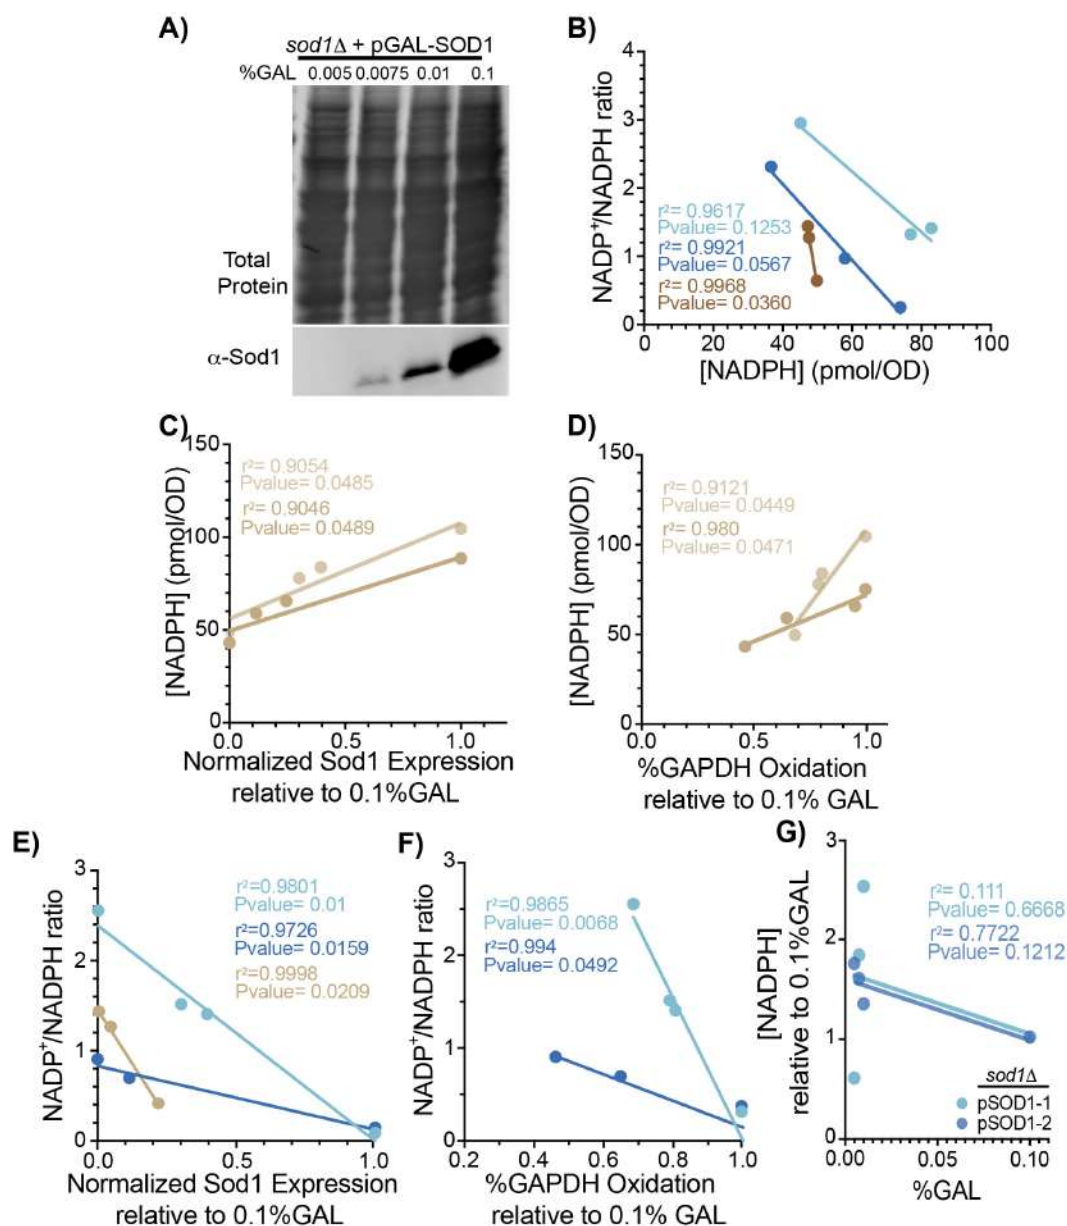 A)
sod1Δ + pGAL-SOD1
%GAL 0.005 0.0075 0.01 0.1
Total
Protein
α-Sod1
B)
NADP⁺/NADPH ratio
4
3
2
1
0
r²= 0.9617
Pvalue= 0.1253
r²= 0.9921
Pvalue= 0.0567
r²= 0.9968
Pvalue= 0.0360
0 20 40 60 80 100
[NADPH] (pmol/OD)
C)
[NADPH] (pmol/OD)
150
100
50
0
r²= 0.9054
Pvalue= 0.0485
r²= 0.9046
Pvalue= 0.0489
0.0 0.5 1.0
Normalized Sod1 Expression
relative to 0.1%GAL
D)
[NADPH] (pmol/OD)
150
100
50
0
r²= 0.9121
Pvalue= 0.0449
r²= 0.980
Pvalue= 0.0471
0.0 0.5 1.0
%GAPDH Oxidation
relative to 0.1% GAL
E)
NADP⁺/NADPH ratio
3
2
1
0
r²=0.9801
Pvalue= 0.01
r²=0.9726
Pvalue= 0.0159
r²=0.9998
Pvalue= 0.0209
0.0 0.5 1.0
Normalized Sod1 Expression
relative to 0.1%GAL
F)
NADP⁺/NADPH ratio
3
2
1
0
r²=0.9865
Pvalue= 0.0068
r²= 0.994
Pvalue= 0.0492
0.2 0.4 0.6 0.8 1.0
%GAPDH Oxidation
relative to 0.1% GAL
G)
[NADPH]
relative to 0.1%GAL
3
2
1
0
r²= 0.111
Pvalue= 0.6668
r²= 0.7722
Pvalue= 0.1212
sod1Δ
pSOD1-1
pSOD1-2
0.00 0.05 0.10
%GAL